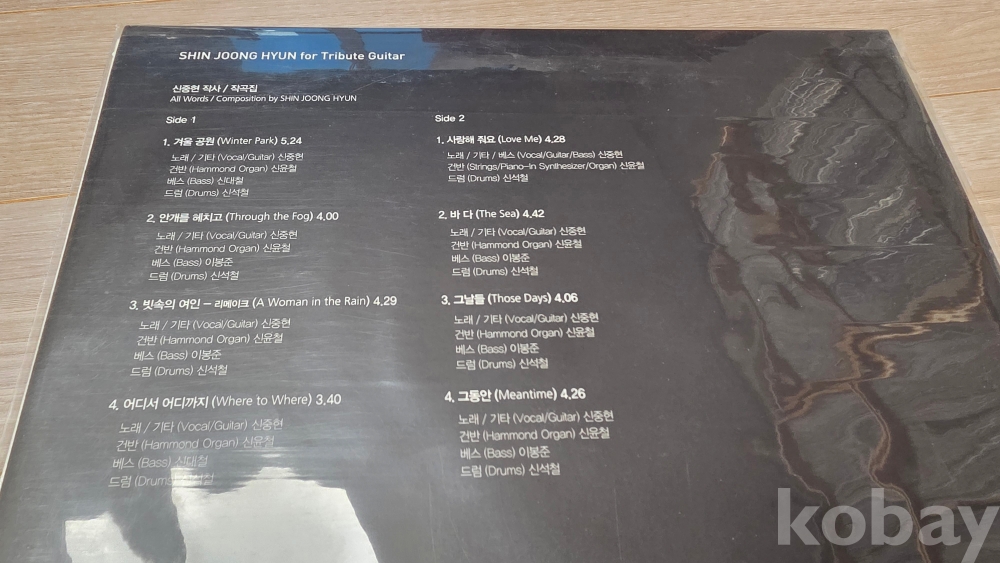 SHIN JOONG HYUN for Tribute Guitar
신중현 작사 / 작곡집
All Words / Composition by SHIN JOONG HYUN
Side 1
1. 겨울 공원 (Winter Park) 5,24
노래 / 기타 (Vocal/Guitar) 신중현
건반 (Hammond Organ) 신윤철
베스 (Bass) 신대철
드럼 (Drums) 신석철
2. 안개를 헤치고 (Through the Fog) 4,00
노래 / 기타 (Vocal/Guitar) 신중현
건반 (Hammond Organ) 신윤철
베스 (Bass) 이봉준
드럼 (Drums) 신석철
3. 빗속의 여인 – 리메이크 (A Woman in the Rain) 4,29
노래 / 기타 (Vocal/Guitar) 신중현
건반 (Hammond Organ) 신윤철
베스 (Bass) 이봉준
드럼 (Drums) 신석철
4. 어디서 어디까지 (Where to Where) 3,40
노래 / 기타 (Vocal/Guitar) 신중현
건반 (Hammond Organ) 신윤철
베스 (Bass) 신대철
드럼 (Drums) 신석철
Side 2
1. 사랑해 줘요 (Love Me) 4,28
노래 / 기타 / 베스 (Vocal/Guitar/Bass) 신중현
건반 (Strings/Piano-In Synthesizer/Organ) 신윤철
드럼 (Drums) 신석철
2. 바 다 (The Sea) 4,42
노래 / 기타 (Vocal/Guitar) 신중현
건반 (Hammond Organ) 신윤철
베스 (Bass) 이봉준
드럼 (Drums) 신석철
3. 그날들 (Those Days) 4,06
노래 / 기타 (Vocal/Guitar) 신중현
건반 (Hammond Organ) 신윤철
베스 (Bass) 이봉준
드럼 (Drums) 신석철
4. 그동안 (Meantime) 4,26
노래 / 기타 (Vocal/Guitar) 신중현
건반 (Hammond Organ) 신윤철
베스 (Bass) 이봉준
드럼 (Drums) 신석철
kobay